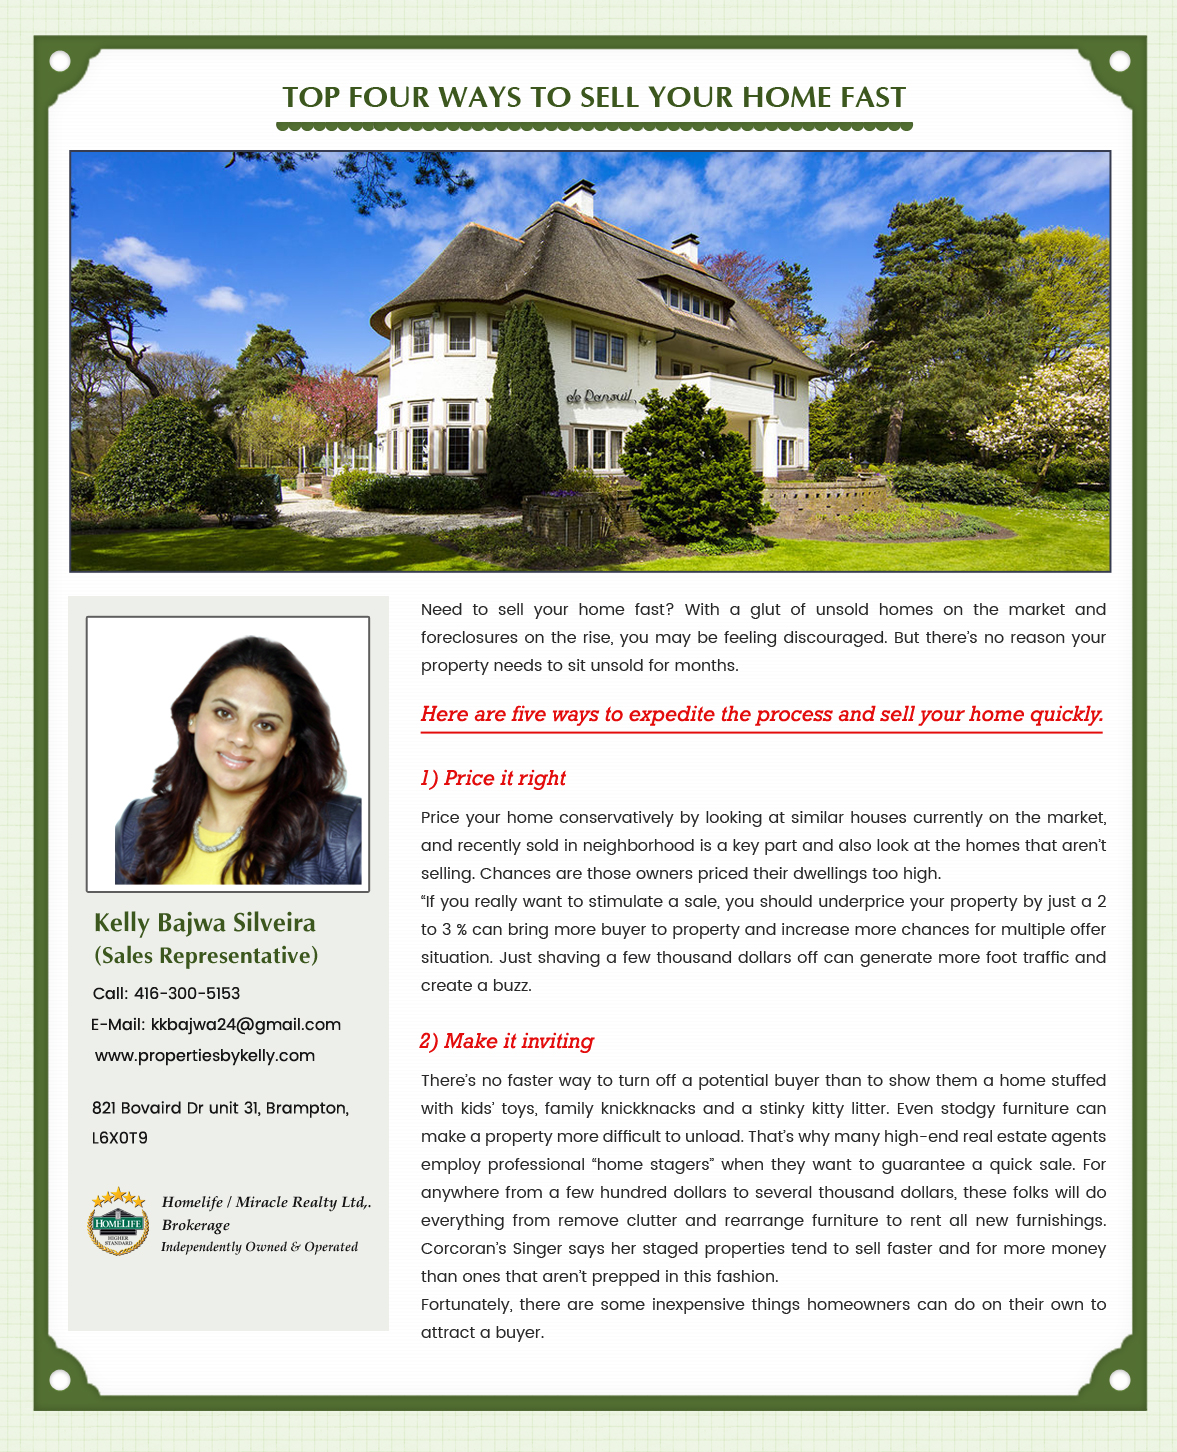 TOP FOUR WAYS TO SELL YOUR HOME FAST
de Donsuil
Need to sell your home fast? With a glut of unsold homes on the market and
foreclosures on the rise, you may be feeling discouraged. But there's no reason your
property needs to sit unsold for months.
Here are five ways to expedite the process and sell your home quickly.
1) Price it right
Price your home conservatively by looking at similar houses currently on the market,
and recently sold in neighborhood is a key part and also look at the homes that aren't
selling. Chances are those owners priced their dwellings too high.
“If you really want to stimulate a sale, you should underprice your property by just a 2
to 3 % can bring more buyer to property and increase more chances for multiple offer
situation. Just shaving a few thousand dollars off can generate more foot traffic and
create a buzz.
2) Make it inviting
There's no faster way to turn off a potential buyer than to show them a home stuffed
with kids' toys, family knickknacks and a stinky kitty litter. Even stodgy furniture can
make a property more difficult to unload. That's why many high-end real estate agents
employ professional “home stagers” when they want to guarantee a quick sale. For
anywhere from a few hundred dollars to several thousand dollars, these folks will do
everything from remove clutter and rearrange furniture to rent all new furnishings.
Corcoran's Singer says her staged properties tend to sell faster and for more money
than ones that aren't prepped in this fashion.
Fortunately, there are some inexpensive things homeowners can do on their own to
attract a buyer.
Kelly Bajwa Silveira
(Sales Representative)
Call: 416-300-5153
E-Mail: kkbajwa24@gmail.com
www.propertiesbykelly.com
821 Bovaird Dr unit 31, Brampton,
L6X0T9
HOMELIFE
HIGHER
STANDARD
Homelife / Miracle Realty Ltd,.
Brokerage
Independently Owned & Operated